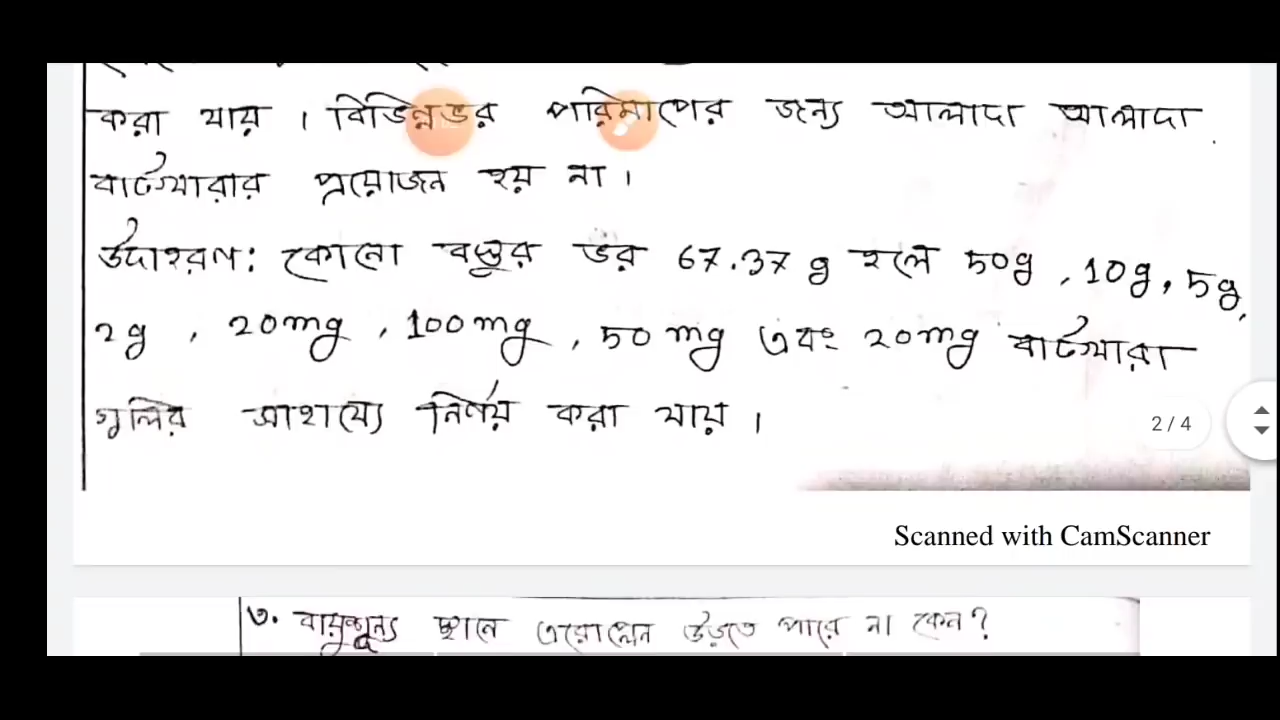 করা যায় । বিভিন্নভর পরিমাপের জন্য আলাদা আলাদা
বাটখারার প্রয়োজন হয় না ।
উদাহরণ: কোনো বস্তুর ভর 67.37 g হলে 50g , 10g, 5g,
2g , 20mg , 100mg , 50 mg এবং 20mg বাটখারা
গুলির সাহায্যে নির্ণয় করা যায় ।
2 / 4
Scanned with CamScanner
৩. বায়ুশূন্য স্থানে এরোপ্লেন উড়তে পারে না কেন?